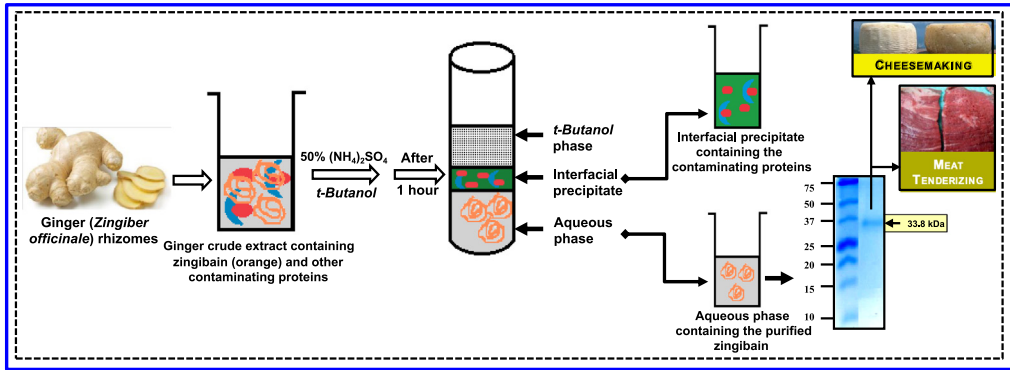 Ginger (Zingiber
officinale) rhizomes
Ginger crude extract containing
zingibain (orange) and other
contaminating proteins
50% (NH₄)₂SO₄
t-Butanol
After
1 hour
t-Butanol
phase
Interfacial
precipitate
Aqueous
phase
Interfacial precipitate
containing the
contaminating proteins
Aqueous phase
containing the purified
zingibain
CHEESEMAKING
MEAT
TENDERIZING
75
50
37
25
20
15
10
33.8 kDa